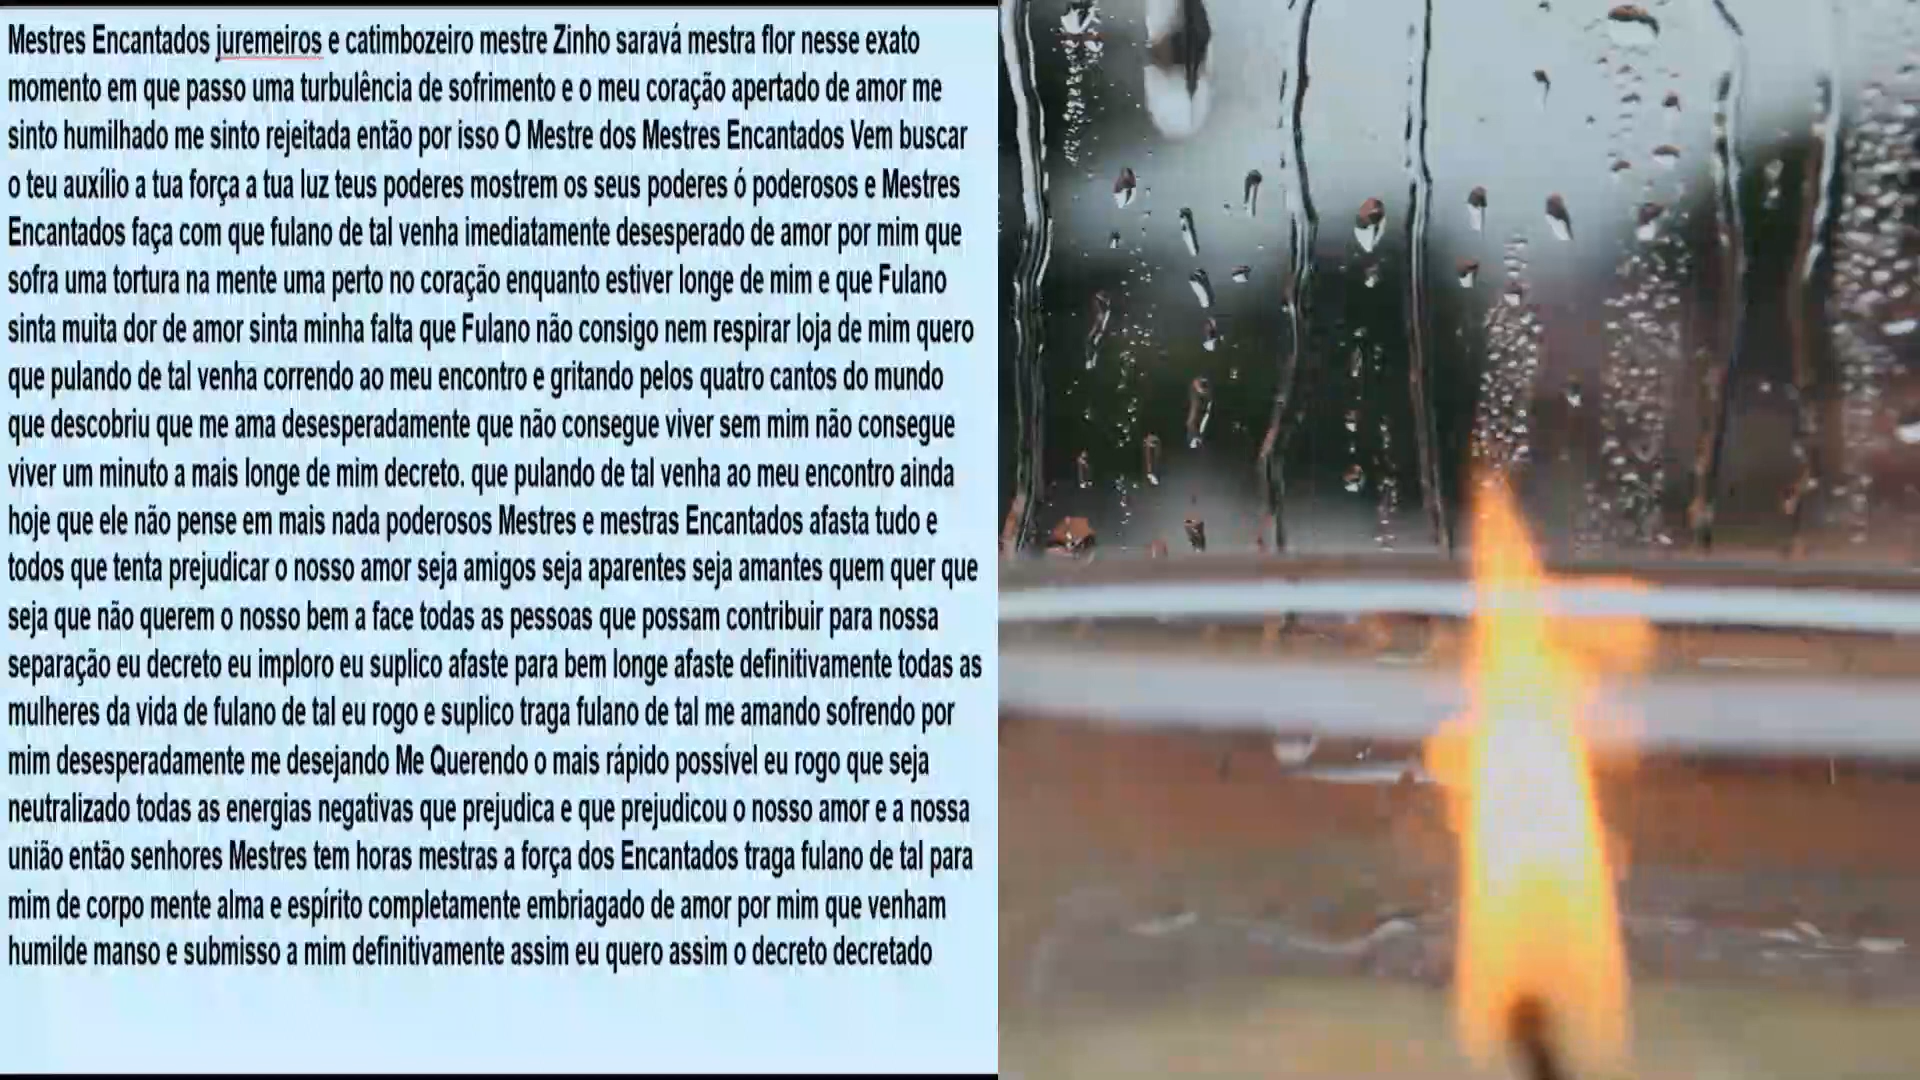 Mestres Encantados juremeiros e catimbozeiro mestre Zinho saravá mestra flor nesse exato
momento em que passo uma turbulência de sofrimento e o meu coração apertado de amor me
sinto humilhado me sinto rejeitada então por isso O Mestre dos Mestres Encantados Vem buscar
o teu auxílio a tua força a tua luz teus poderes mostrem os seus poderes ó poderosos e Mestres
Encantados faça com que fulano de tal venha imediatamente desesperado de amor por mim que
sofra uma tortura na mente uma perto no coração enquanto estiver longe de mim e que Fulano
sinta muita dor de amor sinta minha falta que Fulano não consigo nem respirar loja de mim quero
que pulando de tal venha correndo ao meu encontro e gritando pelos quatro cantos do mundo
que descobriu que me ama desesperadamente que não consegue viver sem mim não consegue
viver um minuto a mais longe de mim decreto. que pulando de tal venha ao meu encontro ainda
hoje que ele não pense em mais nada poderosos Mestres e mestras Encantados afasta tudo e
todos que tenta prejudicar o nosso amor seja amigos seja aparentes seja amantes quem quer que
seja que não querem o nosso bem a face todas as pessoas que possam contribuir para nossa
separação eu decreto eu imploro eu suplico afaste para bem longe afaste definitivamente todas as
mulheres da vida de fulano de tal eu rogo e suplico traga fulano de tal me amando sofrendo por
mim desesperadamente me desejando Me Querendo o mais rápido possível eu rogo que seja
neutralizado todas as energias negativas que prejudica e que prejudicou o nosso amor e a nossa
união então senhores Mestres tem horas mestras a força dos Encantados traga fulano de tal para
mim de corpo mente alma e espírito completamente embriagado de amor por mim que venham
humilde manso e submisso a mim definitivamente assim eu quero assim o decreto decretado